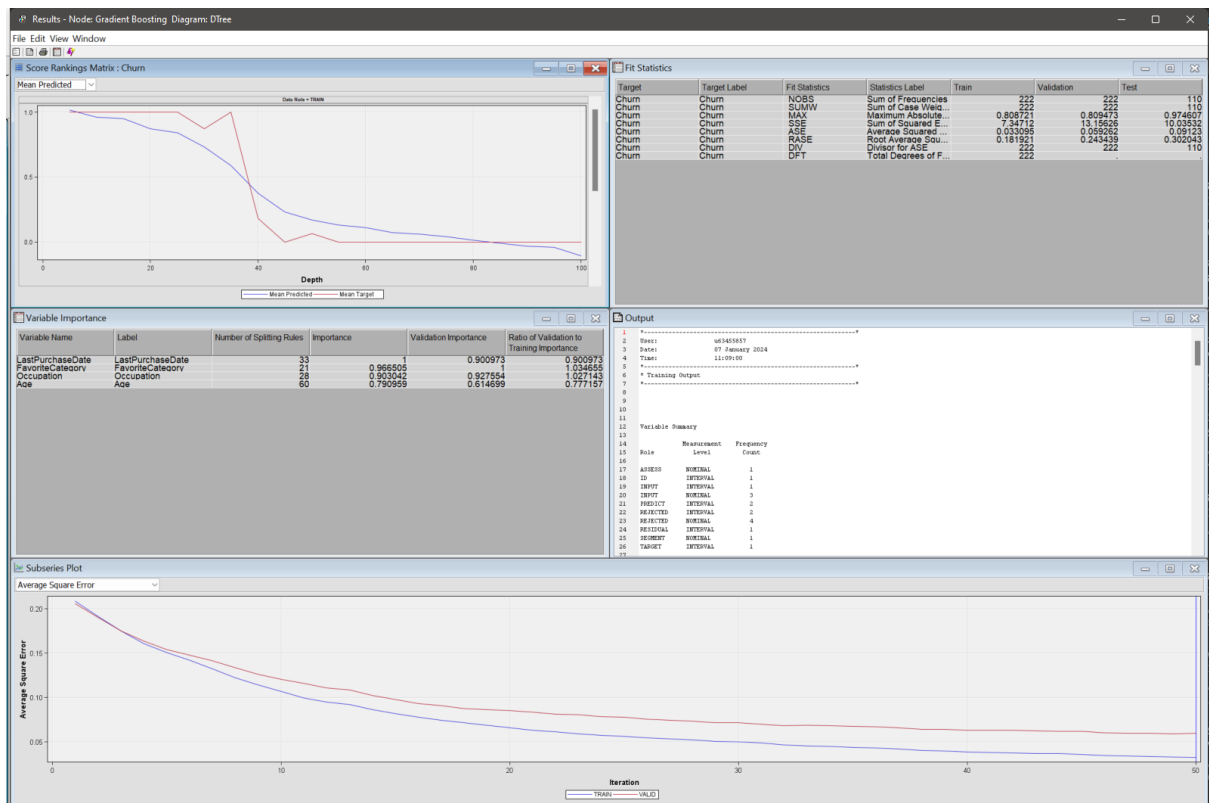 Results - Node: Gradient Boosting Diagram: DTree
File Edit View Window
Score Rankings Matrix : Churn
Mean Predicted
Data Role = TRAIN
1.0
0.5
0.0
0 20 40 60 80 100
Depth
Mean Predicted Mean Target
Fit Statistics
Target Target Label Fit Statistics Statistics Label Train Validation Test
Churn Churn NOBS Sum of Frequencies 222 222 110
Churn Churn SUMW Sum of Case Weig... 222 222 110
Churn Churn MAX Maximum Absolute... 0.808721 0.809473 0.974607
Churn Churn SSE Sum of Squared E... 7.34712 13.15626 10.03532
Churn Churn ASE Average Squared ... 0.033095 0.059262 0.09123
Churn Churn RASE Root Average Squ... 0.181921 0.243439 0.302043
Churn Churn DIV Divisor for ASE 222 222 110
Churn Churn DFT Total Degrees of F... 222 . .
Variable Importance
Variable Name Label Number of Splitting Rules Importance Validation Importance Ratio of Validation to
Training Importance
LastPurchaseDate LastPurchaseDate 33 1 0.900973 0.900973
FavoriteCategory FavoriteCategory 21 0.966505 1 1.034655
Occupation Occupation 28 0.903042 0.927554 1.027143
Age Age 60 0.790959 0.614699 0.777157
Output
1 *------------------------------------------------------------*
2 User: u63455857
3 Date: 07 January 2024
4 Time: 11:09:00
5 *------------------------------------------------------------*
6 * Training Output
7 *------------------------------------------------------------*
8
9
10
11
12 Variable Summary
13
14 Measurement Frequency
15 Role Level Count
16
17 ASSESS NOMINAL 1
18 ID INTERVAL 1
19 INPUT INTERVAL 1
20 INPUT NOMINAL 3
21 PREDICT INTERVAL 2
22 REJECTED INTERVAL 2
23 REJECTED NOMINAL 4
24 RESIDUAL INTERVAL 1
25 SEGMENT NOMINAL 1
26 TARGET INTERVAL 1
27
Subseries Plot
Average Square Error
0.20
0.15
0.10
0.05
Average Square Error
0 10 20 30 40 50
Iteration
TRAIN VALID